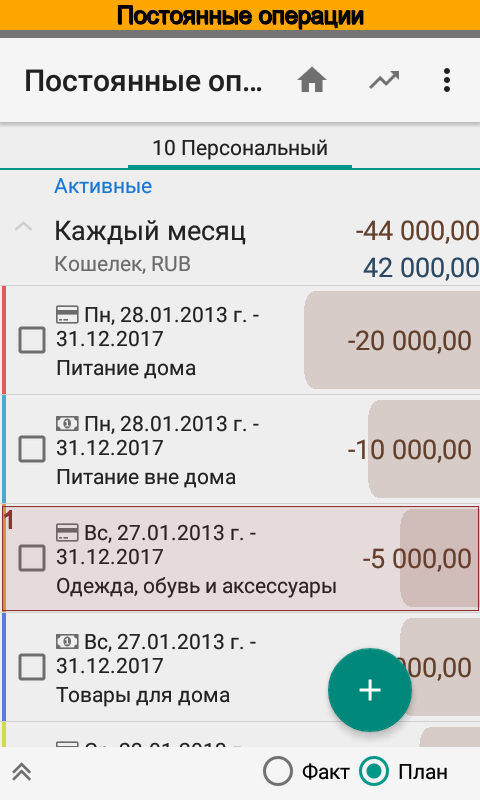 Постоянные операции
Постоянные оп...
10 Персональный
Активные
Каждый месяц -44 000,00
Кошелек, RUB 42 000,00
Пн, 28.01.2013 г. -
31.12.2017
-20 000,00
Питание дома
Пн, 28.01.2013 г. -
31.12.2017
-10 000,00
Питание вне дома
1
Вс, 27.01.2013 г. -
31.12.2017
-5 000,00
Одежда, обувь и аксессуары
Вс, 27.01.2013 г. -
31.12.2017
000,00
Товары для дома
Факт План